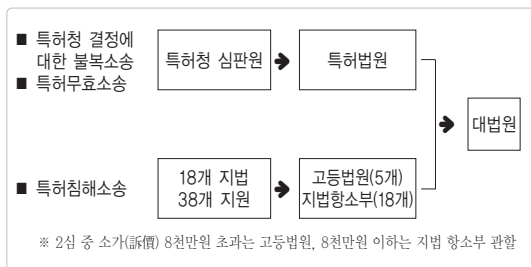 ■ 특허청 결정에
대한 불복소송
■ 특허무효소송
특허청 심판원
특허법원
대법원
■ 특허침해소송
18개 지법
38개 지원
고등법원(5개)
지법항소부(18개)
※ 2심 중 소가(訴價) 8천만원 초과는 고등법원, 8천만원 이하는 지법 항소부 관할